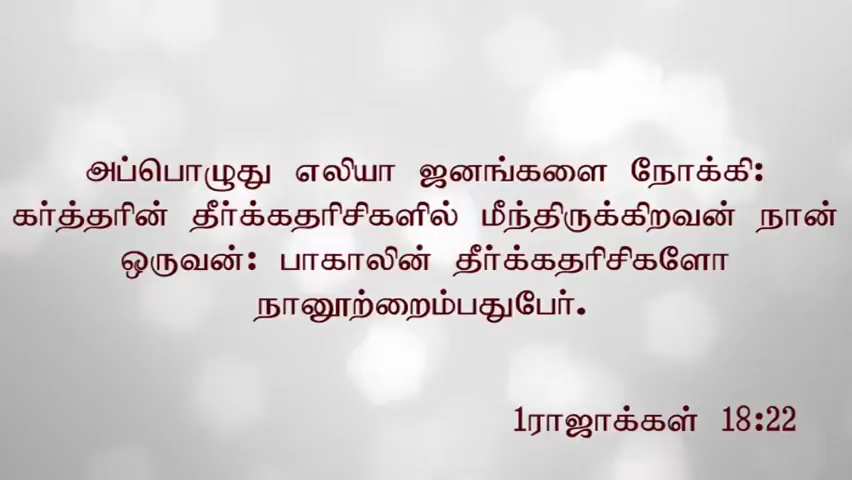 அப்பொழுது எலியா ஜனங்களை நோக்கி:
கர்த்தரின் தீர்க்கதரிசிகளில் மீந்திருக்கிறவன் நான்
ஒருவன்: பாகாலின் தீர்க்கதரிசிகளோ
நானூற்றைம்பதுபேர்.
1ராஜாக்கள் 18:22